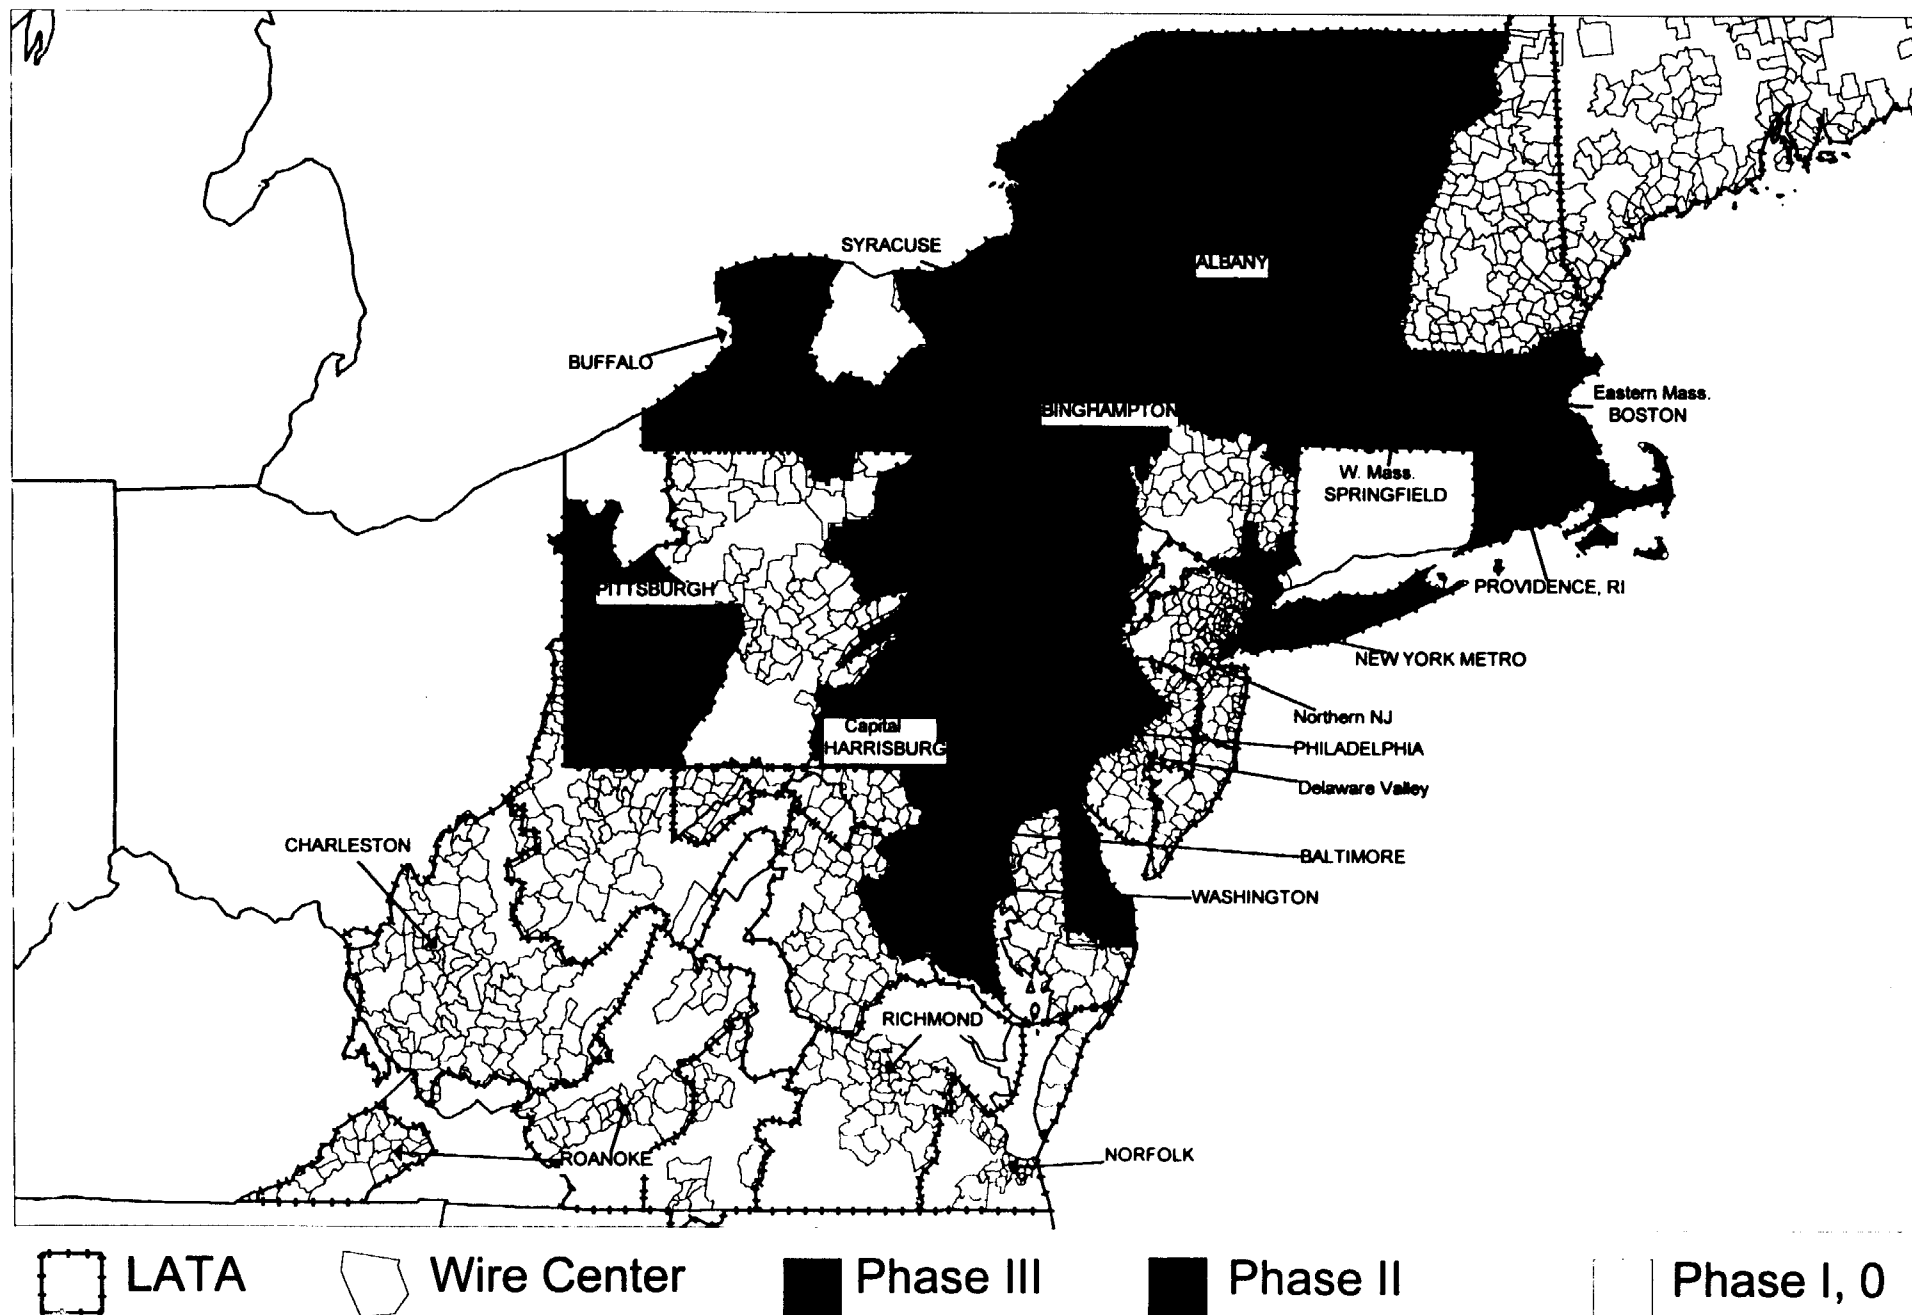 SYRACUSE
ALBANY
BUFFALO
BINGHAMPTON
Eastern Mass.
BOSTON
W. Mass.
SPRINGFIELD
PITTSBURGH
PROVIDENCE, RI
NEW YORK METRO
Northern NJ
Capital
HARRISBURG
PHILADELPHIA
Delaware Valley
CHARLESTON
BALTIMORE
WASHINGTON
RICHMOND
ROANOKE
NORFOLK
LATA
Wire Center
Phase III
Phase II
Phase I, 0